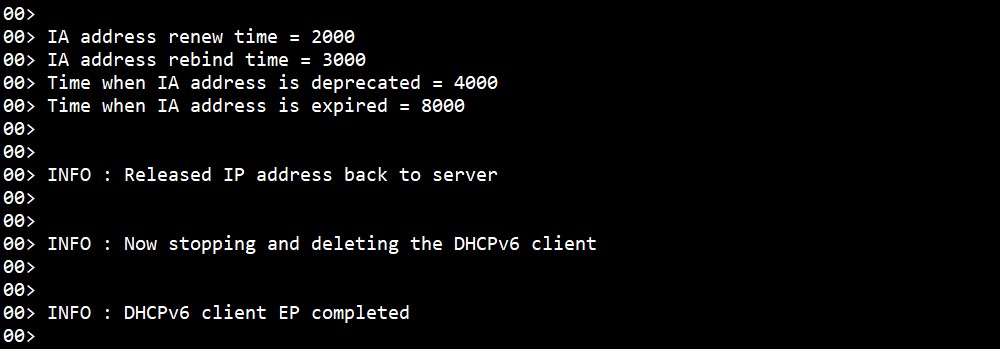 00>
00> IA address renew time = 2000
00> IA address rebind time = 3000
00> Time when IA address is deprecated = 4000
00> Time when IA address is expired = 8000
00>
00>
00> INFO : Released IP address back to server
00>
00>
00> INFO : Now stopping and deleting the DHCPv6 client
00>
00>
00> INFO : DHCPv6 client EP completed
00>